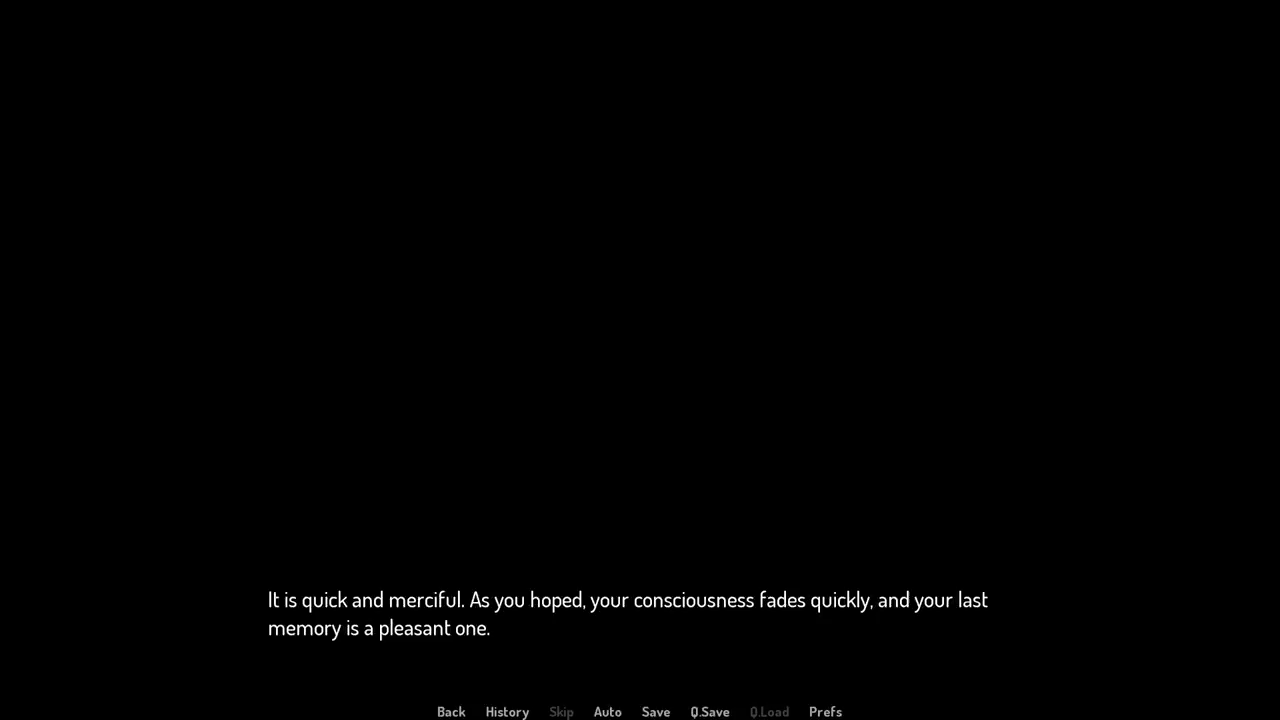 It is quick and merciful. As you hoped, your consciousness fades quickly, and your last
memory is a pleasant one.
Back History Skip Auto Save Q.Save Q.Load Prefs